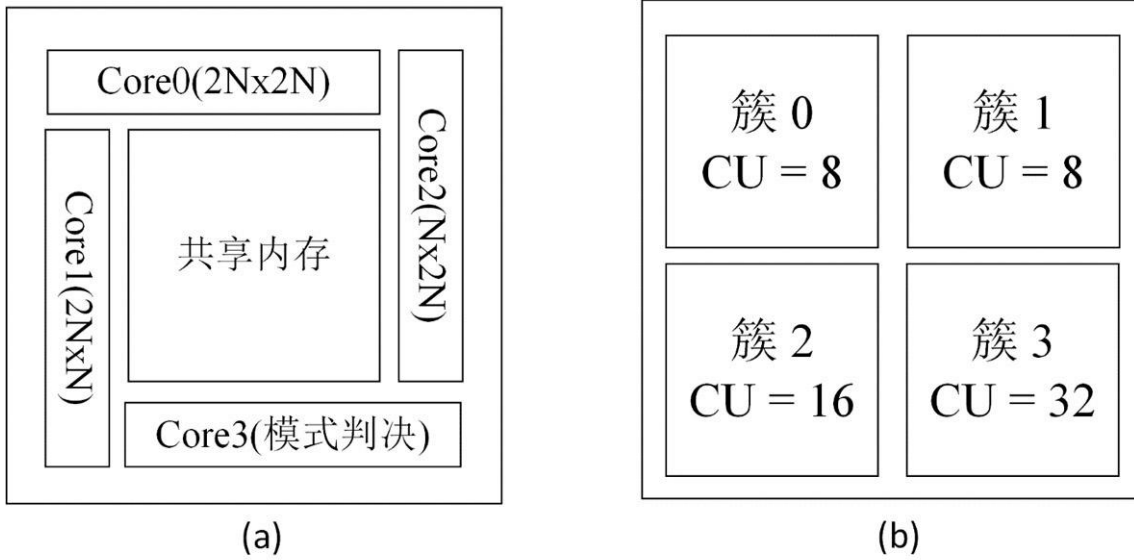 Core0(2Nx2N)
Core1(2NxN)
共享内存
Core2(Nx2N)
Core3(模式判决)
(a)
簇 0
CU = 8
簇 1
CU = 8
簇 2
CU = 16
簇 3
CU = 32
(b)